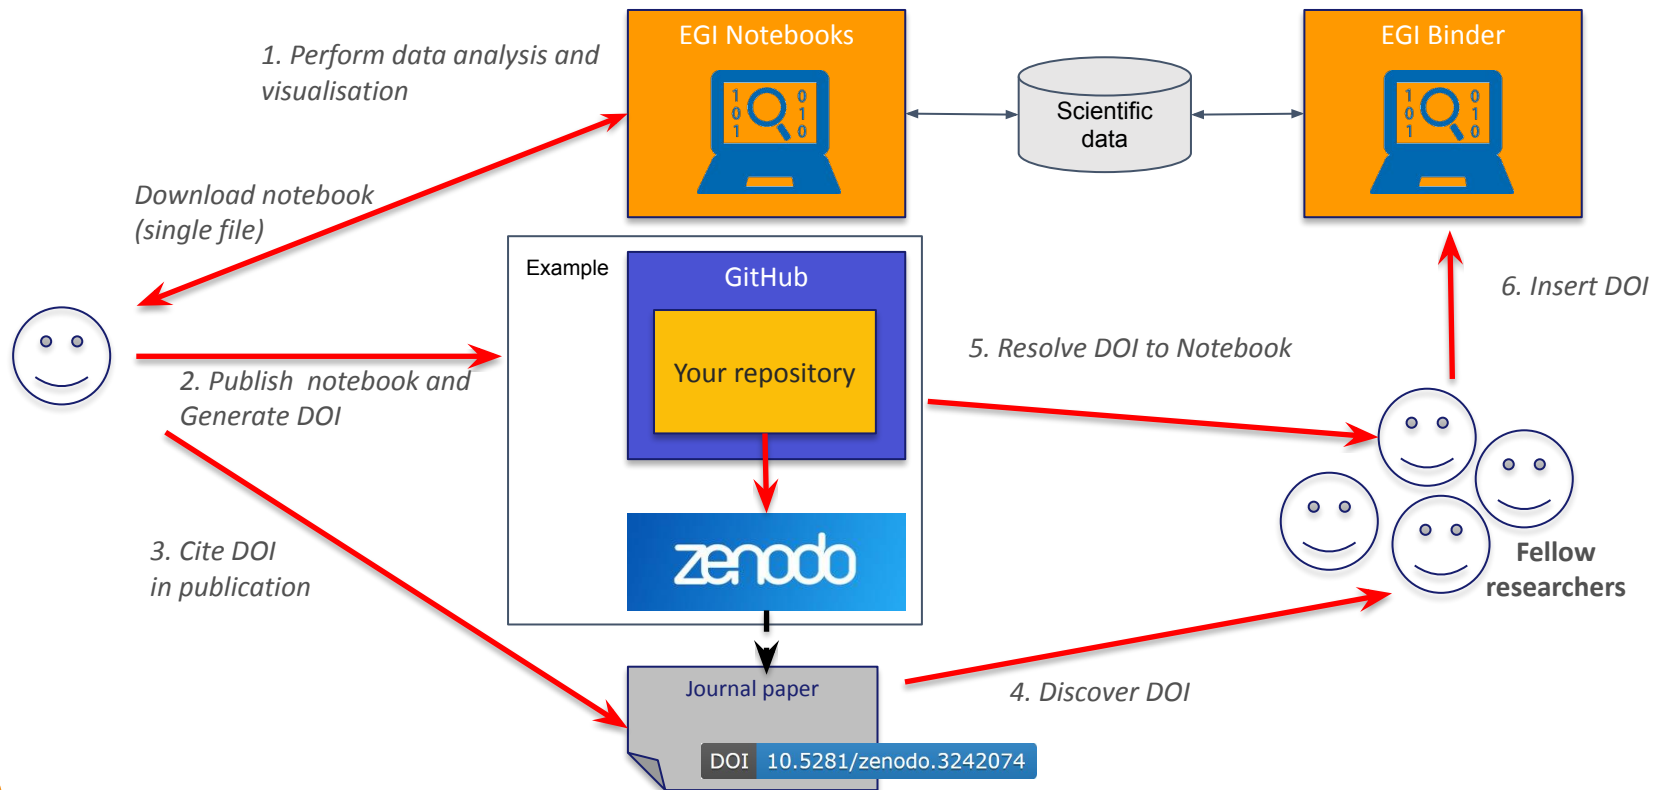 EGI Notebooks
EGI Binder
1. Perform data analysis and
visualisation
1 0
0 1
1 0
Scientific
data
1 0
0 1
1 0
Download notebook
(single file)
Example
GitHub
6. Insert DOI
5. Resolve DOI to Notebook
Your repository
2. Publish notebook and
Generate DOI
zenodo
3. Cite DOI
in publication
Fellow
researchers
Journal paper
4. Discover DOI
DOI 10.5281/zenodo.3242074